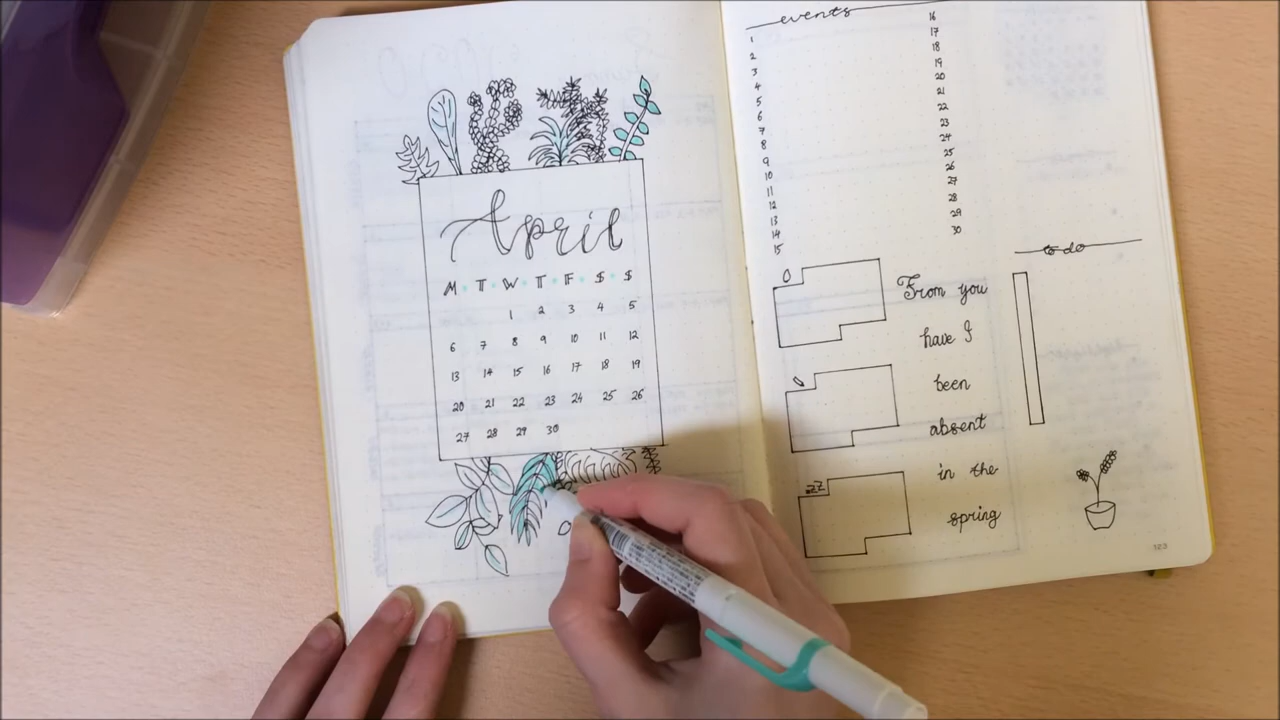 April
M T W T F S S
1 2 3 4 5
6 7 8 9 10 11 12
13 14 15 16 17 18 19
20 21 22 23 24 25 26
27 28 29 30
events
1
2
3
4
5
6
7
8
9
10
11
12
13
14
15
16
17
18
19
20
21
22
23
24
25
26
27
28
29
30
From you
have I
been
absent
in the
spring
zz
to do
123